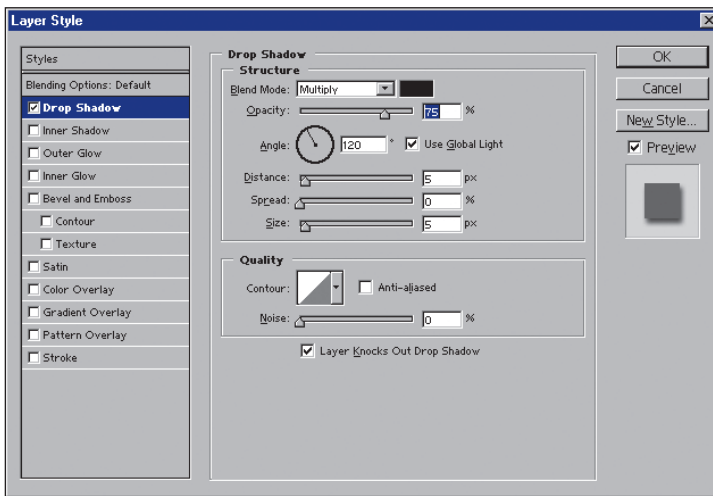 Layer Style
Styles
Blending Options: Default
Drop Shadow
Inner Shadow
Outer Glow
Inner Glow
Bevel and Emboss
Contour
Texture
Satin
Color Overlay
Gradient Overlay
Pattern Overlay
Stroke
Drop Shadow
Structure
Blend Mode: Multiply
Opacity: 75 %
Angle: 120 ° Use Global Light
Distance: 5 px
Spread: 0 %
Size: 5 px
Quality
Contour: Anti-aliased
Noise: 0 %
Layer Knocks Out Drop Shadow
OK
Cancel
New Style...
Preview